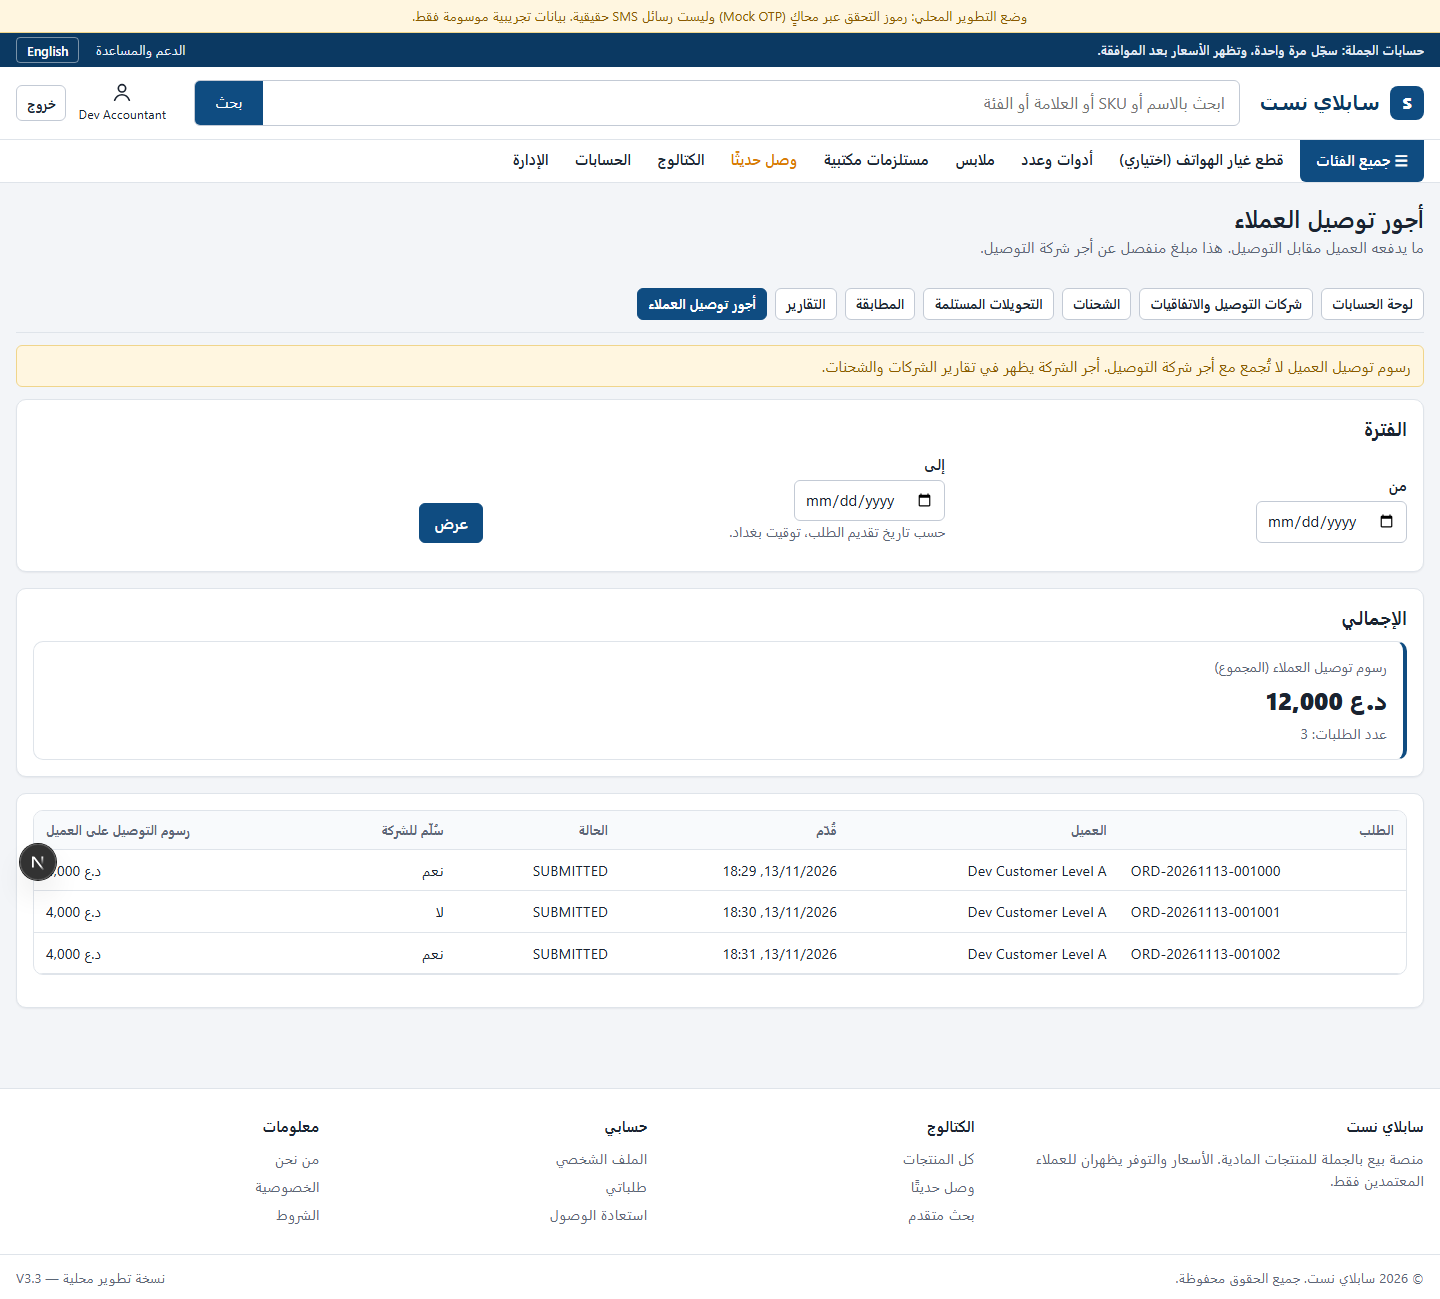 وضع التطوير المحلي: رموز التحقق عبر محاكٍ (Mock OTP) وليست رسائل SMS حقيقية. بيانات تجريبية موسومة فقط.
حسابات الجملة: سجّل مرة واحدة، وتظهر الأسعار بعد الموافقة.
الدعم والمساعدة
English
S
سابلاي نست
ابحث بالاسم أو SKU أو العلامة أو الفئة
بحث
Dev Accountant
خروج
☰ جميع الفئات
قطع غيار الهواتف (اختياري)
أدوات وعدد
ملابس
مستلزمات مكتبية
وصل حديثًا
الكتالوج
الحسابات
الإدارة
أجور توصيل العملاء
ما يدفعه العميل مقابل التوصيل. هذا مبلغ منفصل عن أجر شركة التوصيل.
لوحة الحسابات
شركات التوصيل والاتفاقيات
الشحنات
التحويلات المستلمة
المطابقة
التقارير
أجور توصيل العملاء
رسوم توصيل العميل لا تُجمع مع أجر شركة التوصيل. أجر الشركة يظهر في تقارير الشركات والشحنات.
الفترة
من
mm/dd/yyyy
إلى
mm/dd/yyyy
حسب تاريخ تقديم الطلب، توقيت بغداد.
عرض
الإجمالي
رسوم توصيل العملاء (المجموع)
د.ع 12,000
عدد الطلبات: 3
الطلب العميل قُدّم الحالة سُلّم للشركة رسوم التوصيل على العميل
ORD-20261113-001000 Dev Customer Level A 13/11/2026, 18:29 SUBMITTED نعم د.ع ,000
ORD-20261113-001001 Dev Customer Level A 13/11/2026, 18:30 SUBMITTED لا د.ع 4,000
ORD-20261113-001002 Dev Customer Level A 13/11/2026, 18:31 SUBMITTED نعم د.ع 4,000
N
سابلاي نست
منصة بيع بالجملة للمنتجات المادية. الأسعار والتوفر يظهران للعملاء
المعتمدين فقط.
الكتالوج
كل المنتجات
وصل حديثًا
بحث متقدم
حسابي
الملف الشخصي
طلباتي
استعادة الوصول
معلومات
من نحن
الخصوصية
الشروط
© 2026 سابلاي نست. جميع الحقوق محفوظة.
نسخة تطوير محلية — V3.3